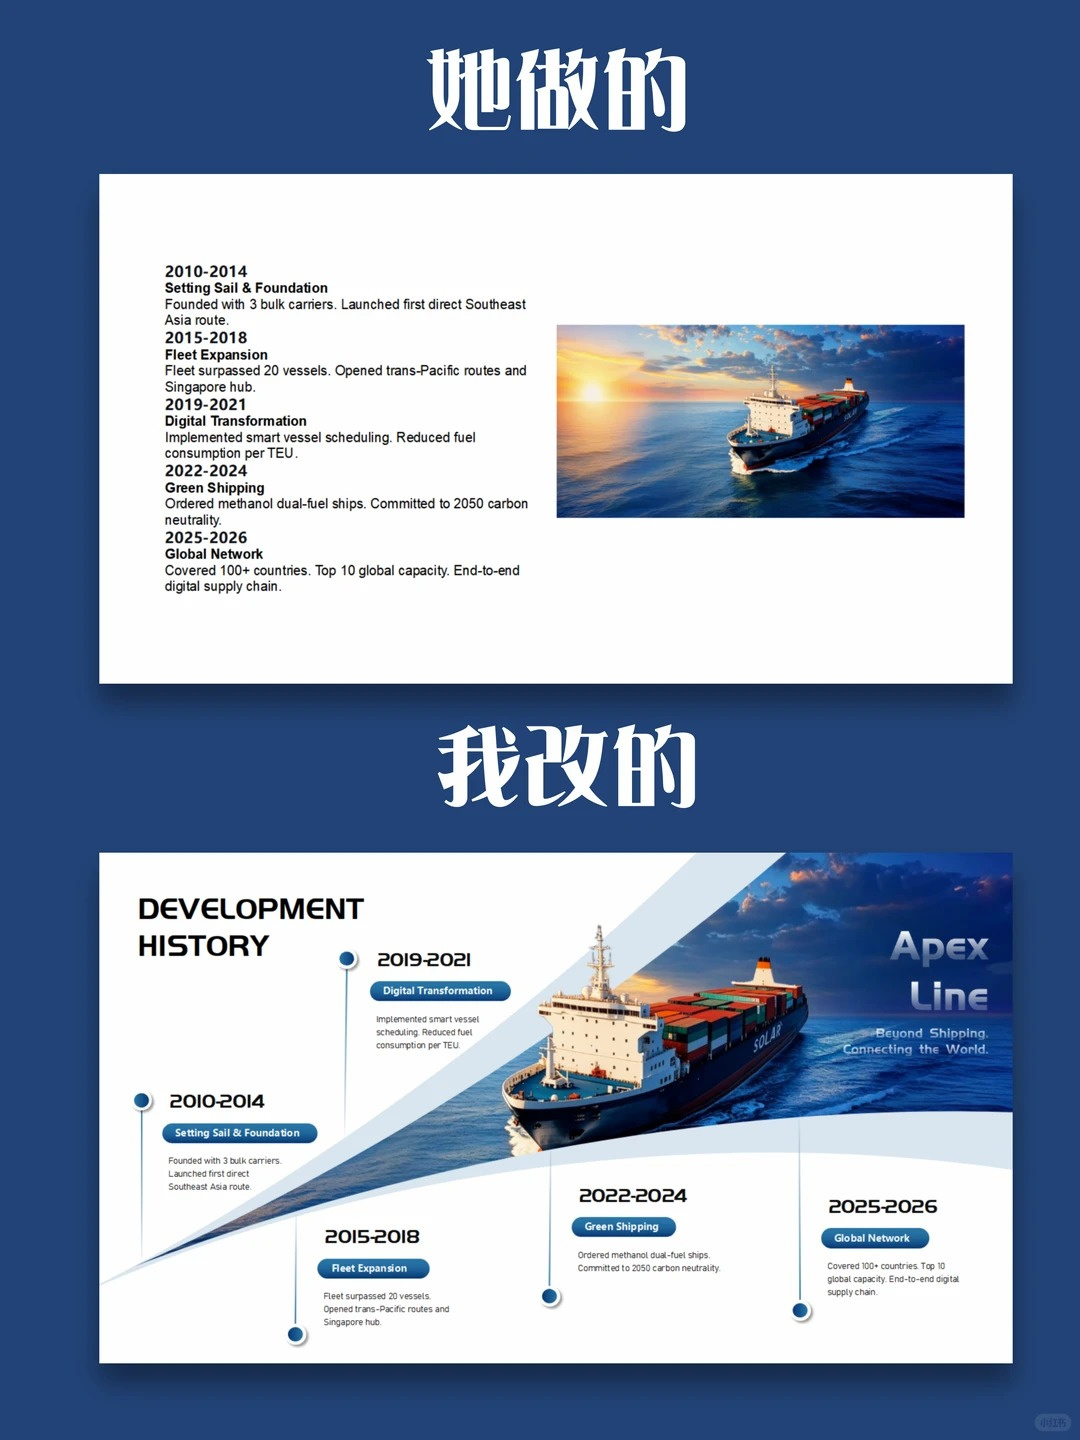 她做的
2010-2014
Setting Sail & Foundation
Founded with 3 bulk carriers. Launched first direct Southeast
Asia route.
2015-2018
Fleet Expansion
Fleet surpassed 20 vessels. Opened trans-Pacific routes and
Singapore hub.
2019-2021
Digital Transformation
Implemented smart vessel scheduling. Reduced fuel
consumption per TEU.
2022-2024
Green Shipping
Ordered methanol dual-fuel ships. Committed to 2050 carbon
neutrality.
2025-2026
Global Network
Covered 100+ countries. Top 10 global capacity. End-to-end
digital supply chain.
SOLAR
我改的
DEVELOPMENT
HISTORY
2019-2021
Digital Transformation
Implemented smart vessel
scheduling. Reduced fuel
consumption per TEU.
Apex
Line
Beyond Shipping.
Connecting the World.
SOLAR
2010-2014
Setting Sail & Foundation
Founded with 3 bulk carriers.
Launched first direct
Southeast Asia route.
2015-2018
Fleet Expansion
Fleet surpassed 20 vessels.
Opened trans-Pacific routes and
Singapore hub.
2022-2024
Green Shipping
Ordered methanol dual-fuel ships.
Committed to 2050 carbon neutrality.
2025-2026
Global Network
Covered 100+ countries. Top 10
global capacity. End-to-end digital
supply chain.
小红书